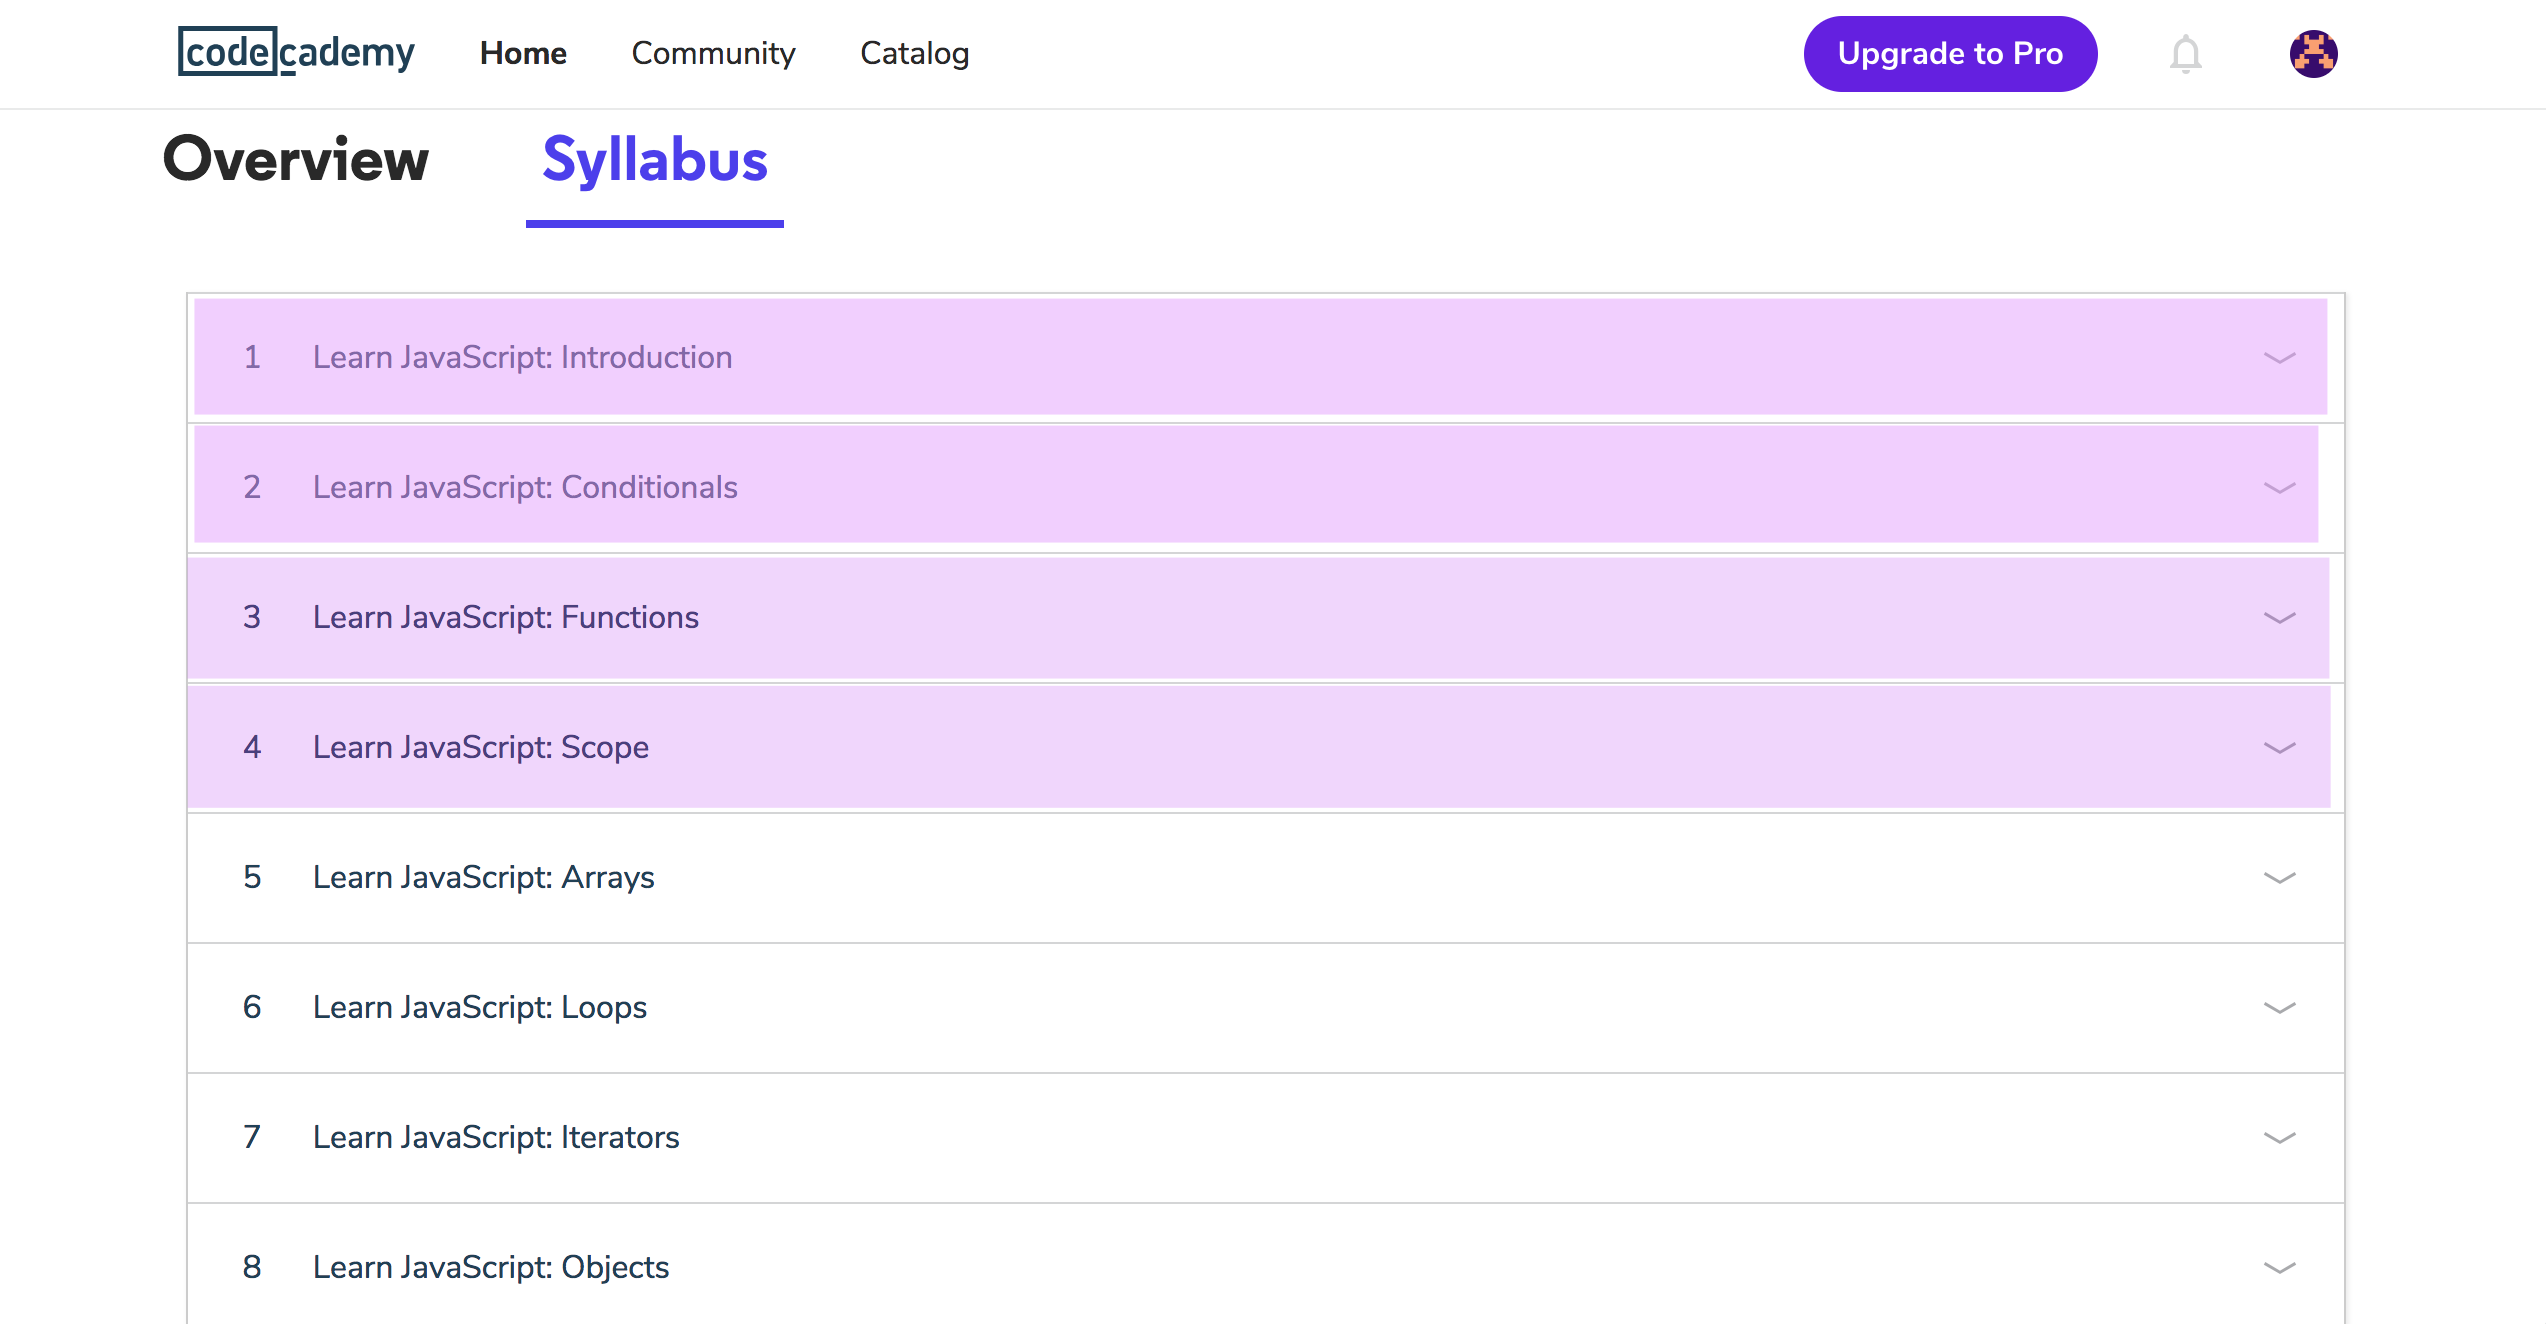 codecademy Home Community Catalog Upgrade to Pro
Overview Syllabus
1 Learn JavaScript: Introduction
2 Learn JavaScript: Conditionals
3 Learn JavaScript: Functions
4 Learn JavaScript: Scope
5 Learn JavaScript: Arrays
6 Learn JavaScript: Loops
7 Learn JavaScript: Iterators
8 Learn JavaScript: Objects